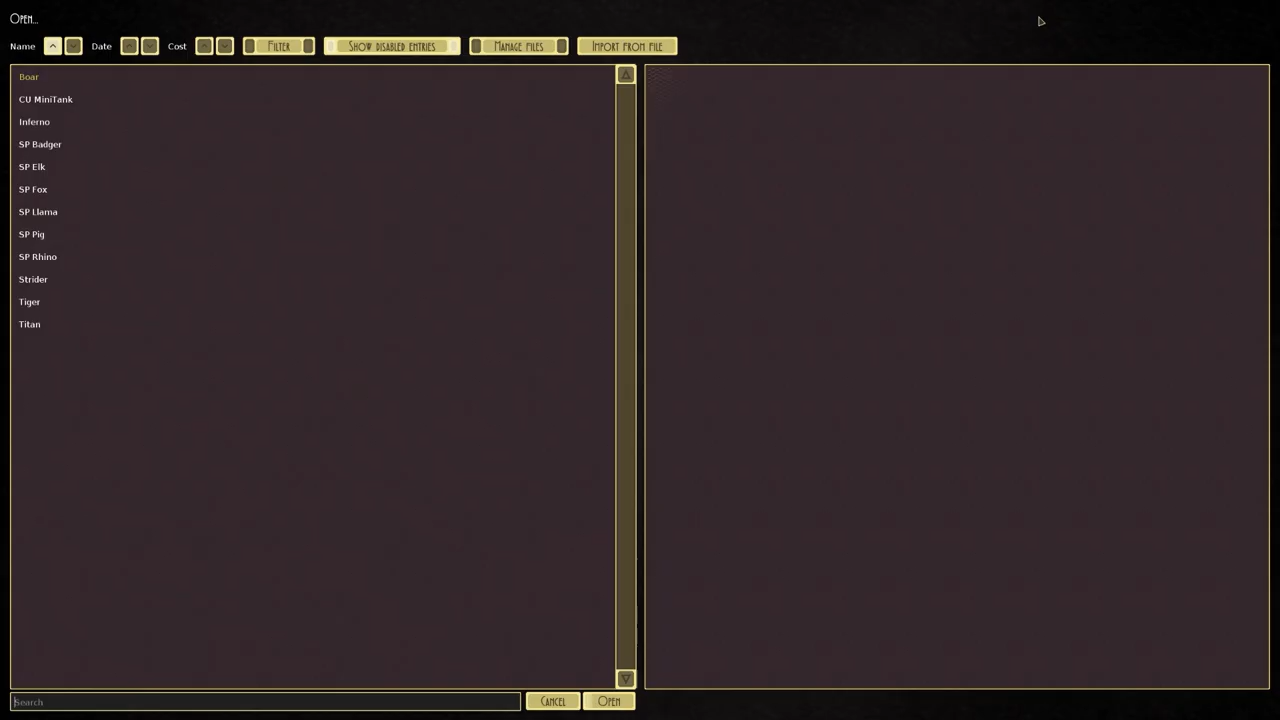 Open...
Name Date Cost Filter Show disabled entries Manage files Import from file
Boar
CU MiniTank
Inferno
SP Badger
SP Elk
SP Fox
SP Llama
SP Pig
SP Rhino
Strider
Tiger
Titan
Search Cancel Open